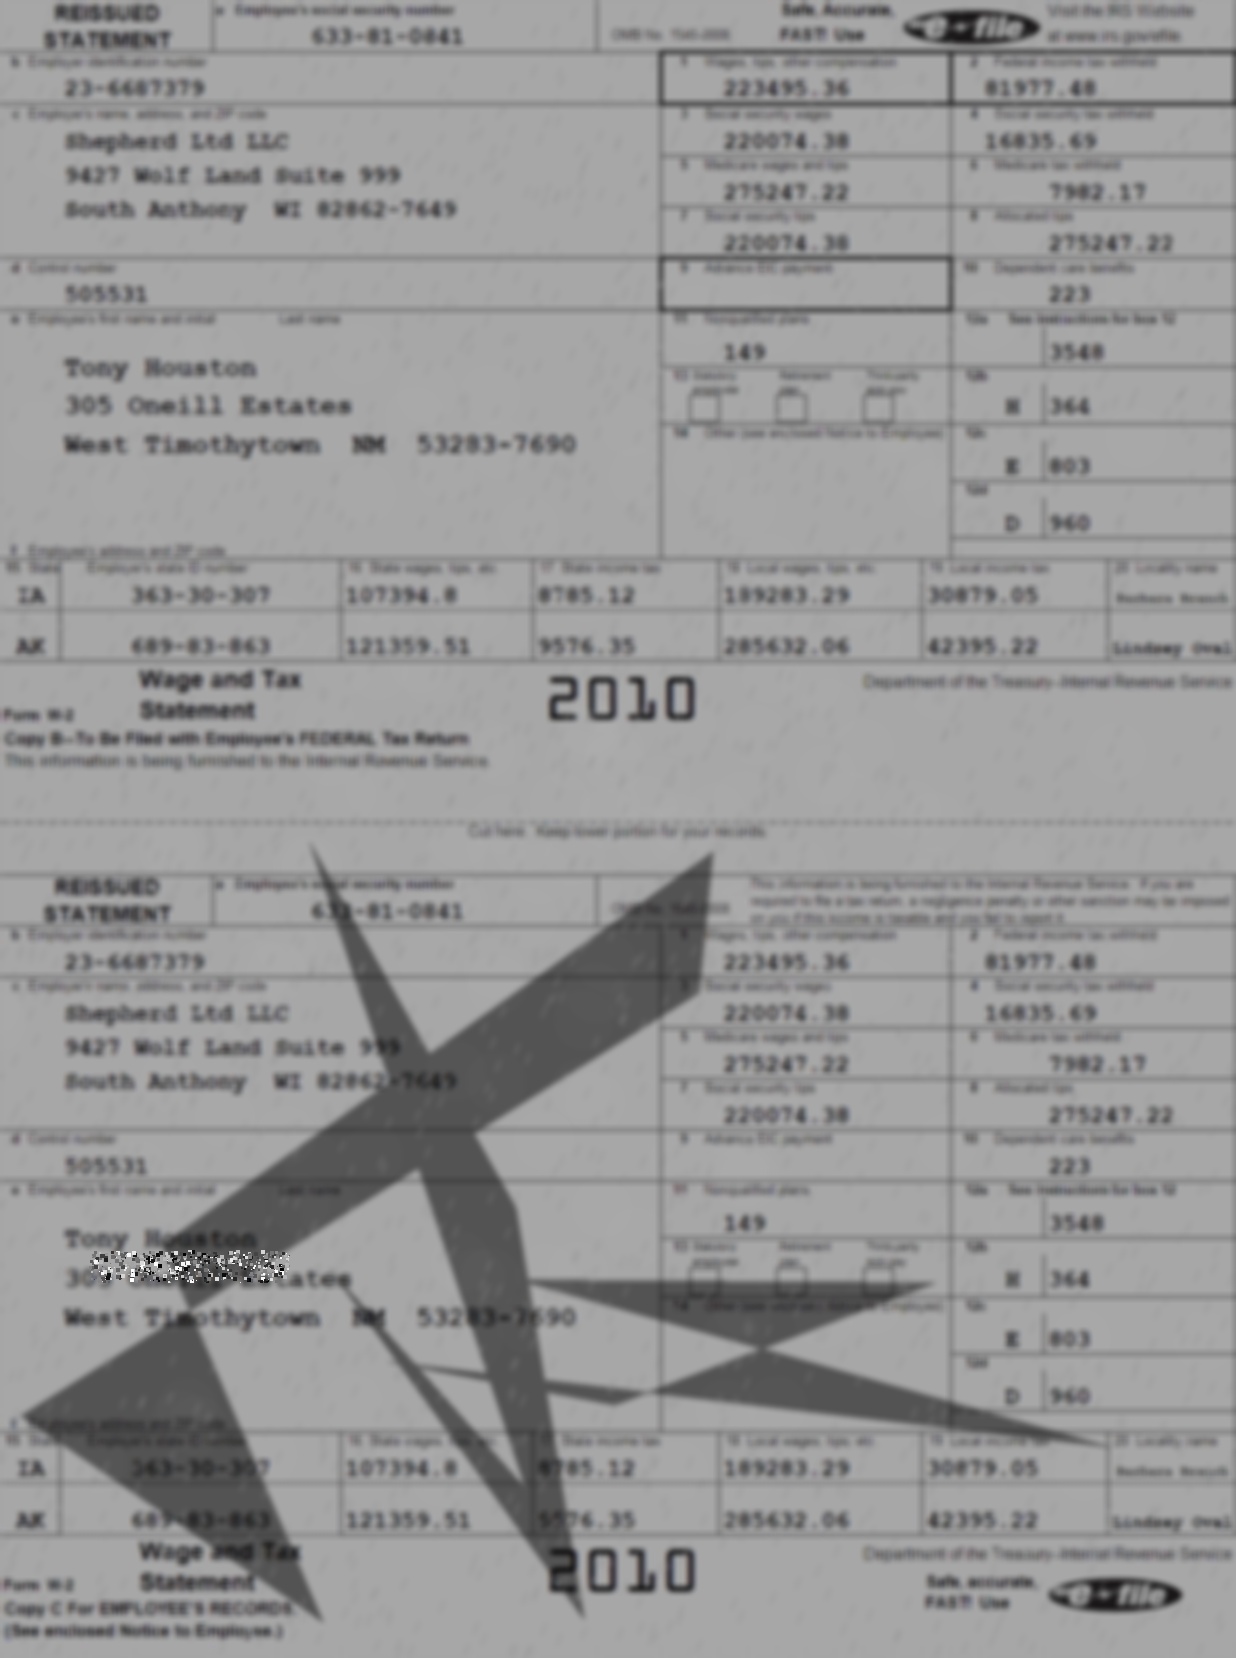 REISSUED STATEMENT
a Employee's social security number
633-81-0841
OMB No. 1545-0008
Safe, Accurate, FAST! Use
e-file
Visit the IRS Website at www.irs.gov/efile.
b Employer identification number
23-6687379
1 Wages, tips, other compensation
223495.36
2 Federal income tax withheld
81977.48
c Employer's name, address, and ZIP code
Shepherd Ltd LLC
9427 Wolf Land Suite 999
South Anthony WI 82862-7649
3 Social security wages
220074.38
4 Social security tax withheld
16835.69
5 Medicare wages and tips
275247.22
6 Medicare tax withheld
7982.17
7 Social security tips
220074.38
8 Allocated tips
275247.22
d Control number
505531
9 Advance EIC payment
10 Dependent care benefits
223
e Employee's first name and initial Last name
Tony Houston
305 Oneill Estates
West Timothytown NM 53283-7690
11 Nonqualified plans
149
12a See instructions for box 12
3548
13 Statutory employee Retirement plan Third-party sick pay
12b
H 364
14 Other (see enclosed Notice to Employee)
12c
E 803
12d
D 960
f Employee's address and ZIP code
15 State Employer's state ID number 16 State wages, tips, etc. 17 State income tax 18 Local wages, tips, etc. 19 Local income tax 20 Locality name
IA 363-30-307 107394.8 8785.12 189283.29 30879.05 Barbara Branch
AK 689-83-863 121359.51 9576.35 285632.06 42395.22 Lindsay Oval
Wage and Tax
Statement
Form W-2
2010
Department of the Treasury-Internal Revenue Service
Copy B--To Be Filed with Employee's FEDERAL Tax Return
This information is being furnished to the Internal Revenue Service.
Cut here. Keep lower portion for your records.
REISSUED STATEMENT
a Employee's social security number
633-81-0841
OMB No. 1545-0008
This information is being furnished to the Internal Revenue Service. If you are
required to file a tax return, a negligence penalty or other sanction may be imposed
on you if this income is taxable and you fail to report it.
b Employer identification number
23-6687379
1 Wages, tips, other compensation
223495.36
2 Federal income tax withheld
81977.48
c Employer's name, address, and ZIP code
Shepherd Ltd LLC
9427 Wolf Land Suite 999
South Anthony WI 82862-7649
3 Social security wages
220074.38
4 Social security tax withheld
16835.69
5 Medicare wages and tips
275247.22
6 Medicare tax withheld
7982.17
7 Social security tips
220074.38
8 Allocated tips
275247.22
d Control number
505531
9 Advance EIC payment
10 Dependent care benefits
223
e Employee's first name and initial Last name
Tony Houston
Estates
West Timothytown NM 53283-7690
11 Nonqualified plans
149
12a See instructions for box 12
3548
13 Statutory employee Retirement plan Third-party sick pay
12b
H 364
14 Other (see enclosed Notice to Employee)
12c
E 803
12d
D 960
f Employee's address and ZIP code
15 State Employer's state ID number 16 State wages, tips, etc. 17 State income tax 18 Local wages, tips, etc. 19 Local income tax 20 Locality name
IA 363-30-307 107394.8 8785.12 189283.29 30879.05 Barbara Branch
AK 689-83-863 121359.51 9576.35 285632.06 42395.22 Lindsay Oval
Wage and Tax
Statement
Form W-2
2010
Department of the Treasury-Internal Revenue Service
Copy C For EMPLOYEE'S RECORDS.
(See enclosed Notice to Employee.)
Safe, accurate, FAST! Use
e-file